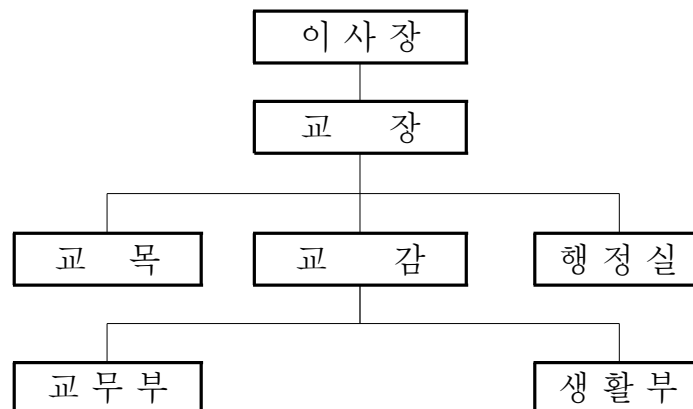 이 사 장
교 장
교 목 교 감 행 정 실
교 무 부 생 활 부